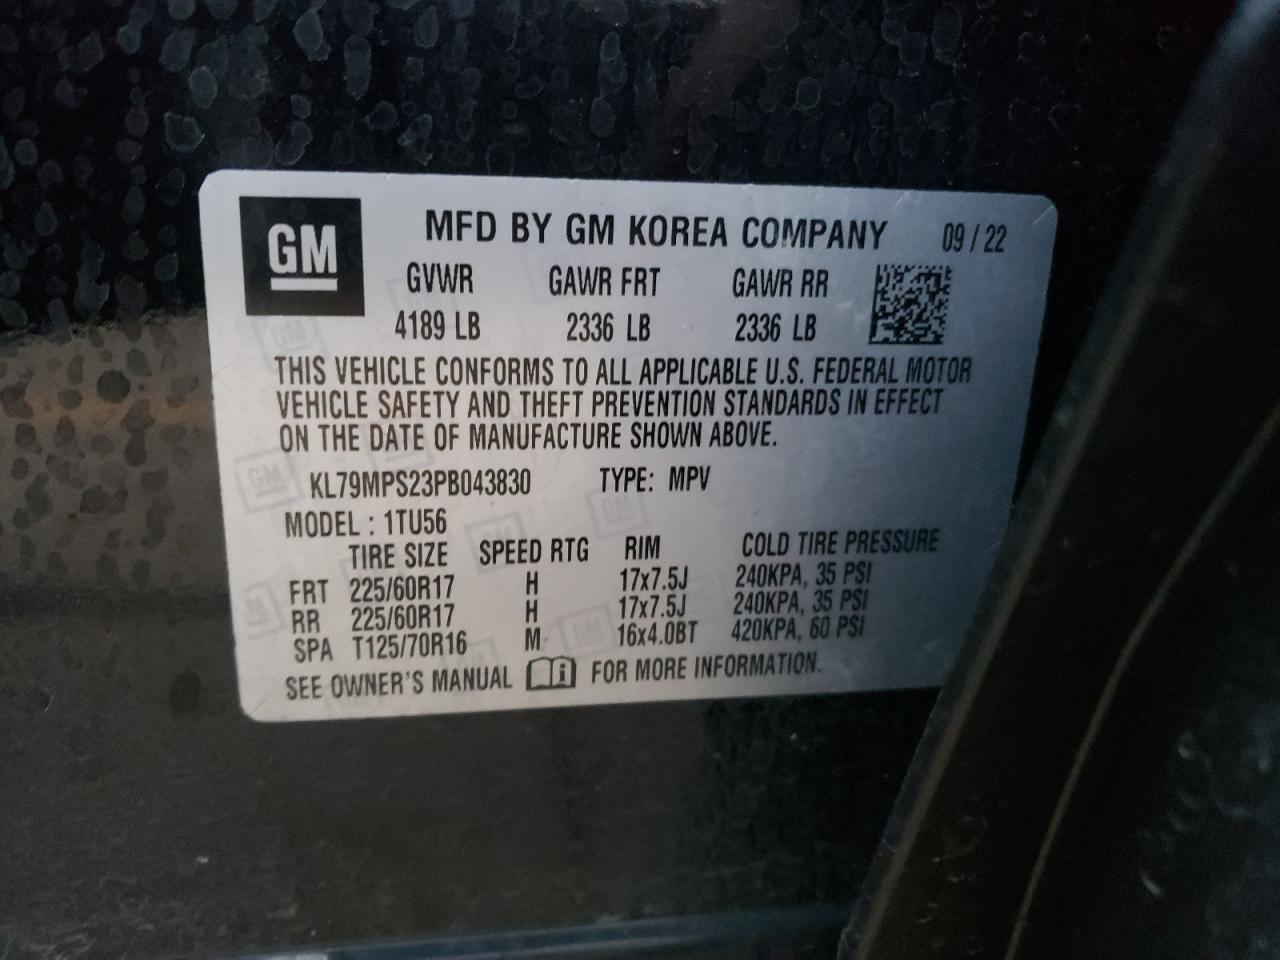 GM
MFD BY GM KOREA COMPANY 09 / 22
GVWR GAWR FRT GAWR RR
4189 LB 2336 LB 2336 LB
THIS VEHICLE CONFORMS TO ALL APPLICABLE U.S. FEDERAL MOTOR
VEHICLE SAFETY AND THEFT PREVENTION STANDARDS IN EFFECT
ON THE DATE OF MANUFACTURE SHOWN ABOVE.
KL79MPS23PB043830 TYPE: MPV
MODEL : 1TU56
TIRE SIZE SPEED RTG RIM COLD TIRE PRESSURE
FRT 225/60R17 H 17x7.5J 240KPA, 35 PSI
RR 225/60R17 H 17x7.5J 240KPA, 35 PSI
SPA T125/70R16 M 16x4.0BT 420KPA, 60 PSI
SEE OWNER'S MANUAL FOR MORE INFORMATION.